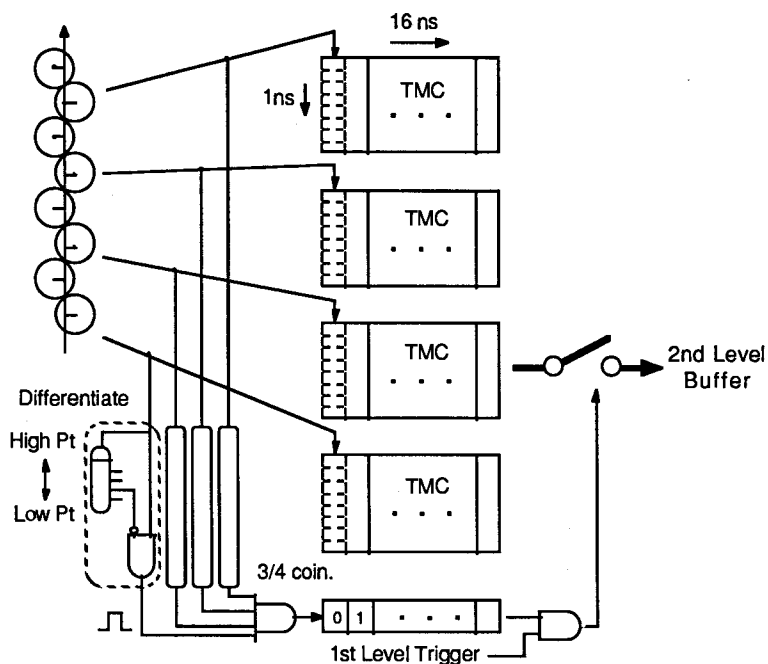 16 ns
1ns
TMC
TMC
TMC
2nd Level
Buffer
Differentiate
High Pt
Low Pt
TMC
3/4 coin.
0 1
1st Level Trigger